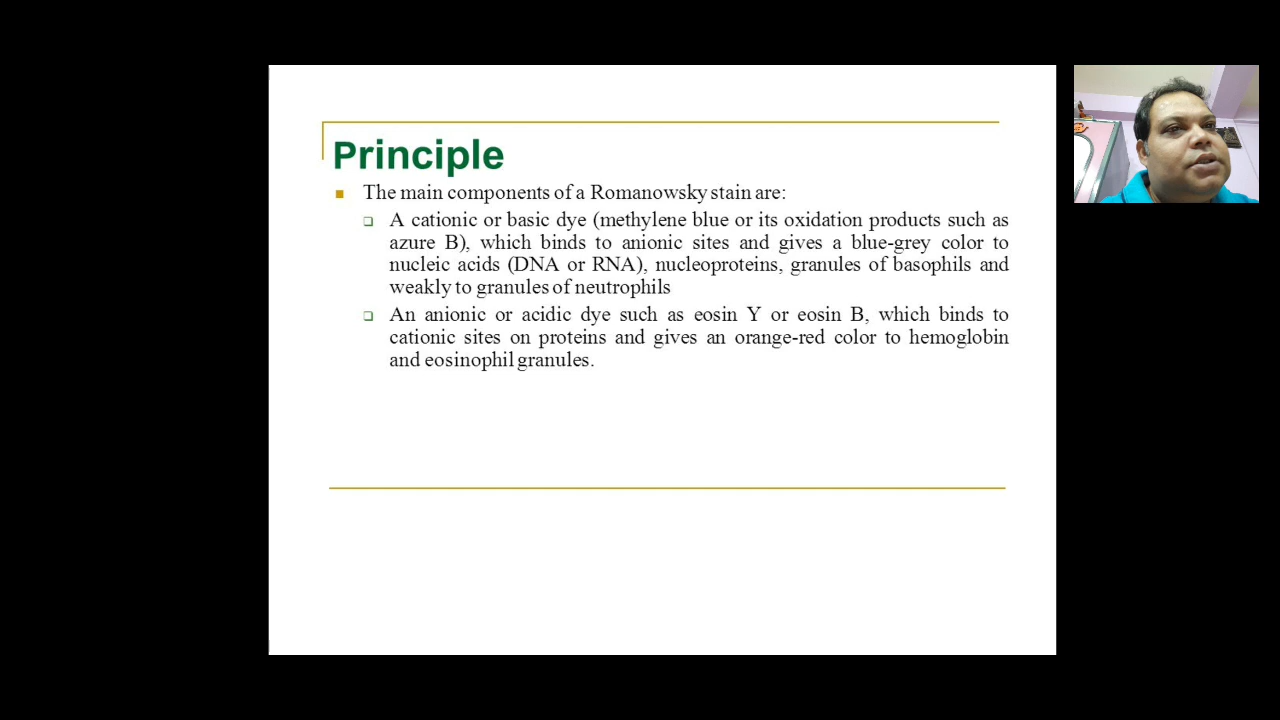 Principle
The main components of a Romanowsky stain are:
A cationic or basic dye (methylene blue or its oxidation products such as
azure B), which binds to anionic sites and gives a blue-grey color to
nucleic acids (DNA or RNA), nucleoproteins, granules of basophils and
weakly to granules of neutrophils
An anionic or acidic dye such as eosin Y or eosin B, which binds to
cationic sites on proteins and gives an orange-red color to hemoglobin
and eosinophil granules.